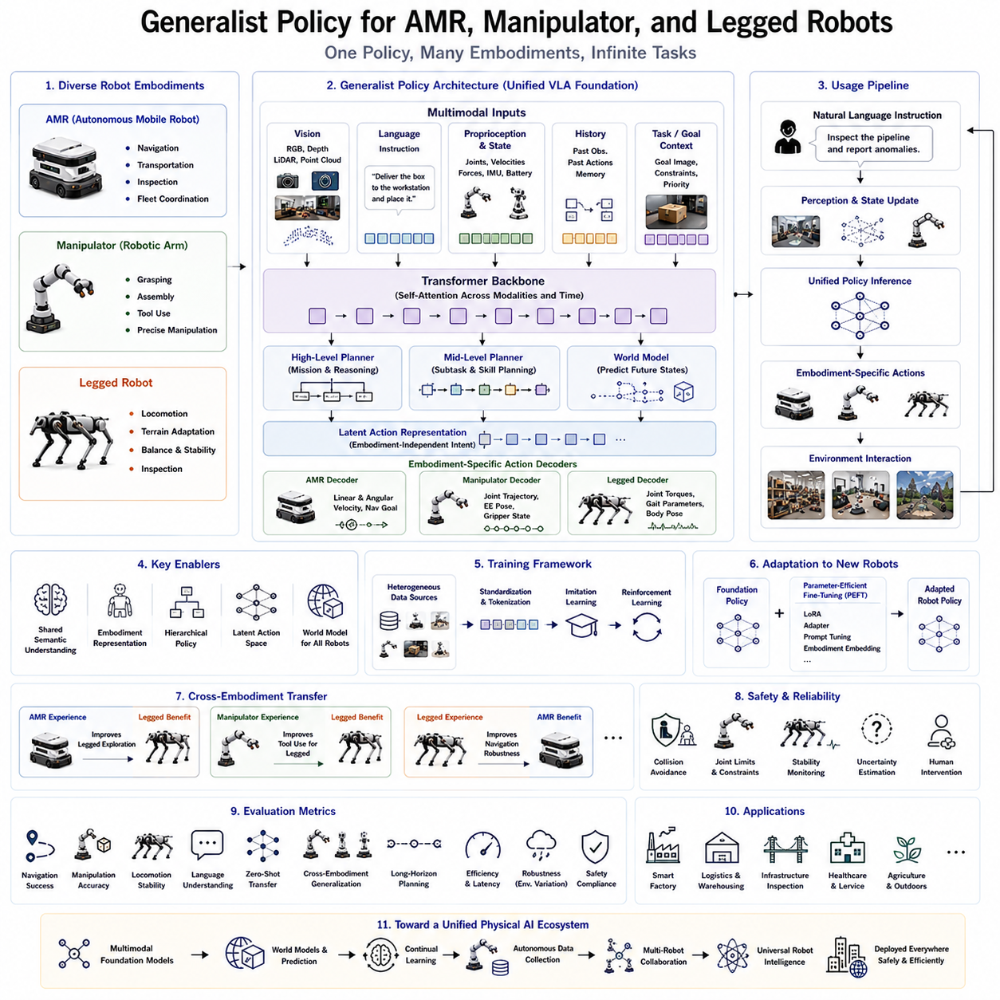 Generalist Policy for AMR, Manipulator, and Legged Robots
One Policy, Many Embodiments, Infinite Tasks
1. Diverse Robot Embodiments
AMR (Autonomous Mobile Robot)
• Navigation
• Transportation
• Inspection
• Fleet Coordination
Manipulator (Robotic Arm)
• Grasping
• Assembly
• Tool Use
• Precise Manipulation
Legged Robot
• Locomotion
• Terrain Adaptation
• Balance & Stability
• Inspection
2. Generalist Policy Architecture (Unified VLA Foundation)
Multimodal Inputs
Vision
RGB, Depth
LiDAR, Point Cloud
Language
Instruction
"Deliver the box
to the workstation
and place it."
Proprioception
& State
Joints, Velocities
Forces, IMU, Battery
History
Past Obs.
Past Actions
Memory
Task / Goal
Context
Goal Image,
Constraints,
Priority
Transformer Backbone
(Self-Attention Across Modalities and Time)
High-Level Planner
(Mission & Reasoning)
Mid-Level Planner
(Subtask & Skill Planning)
World Model
(Predict Future States)
Latent Action Representation
(Embodiment-Independent Intent)
...
Embodiment-Specific Action Decoders
AMR Decoder
Linear & Angular
Velocity, Nav Goal
Manipulator Decoder
Joint Trajectory,
EE Pose,
Gripper State
Legged Decoder
Joint Torques,
Gait Parameters,
Body Pose
3. Usage Pipeline
Natural Language Instruction
Inspect the pipeline
and report anomalies.
Perception & State Update
Unified Policy Inference
Embodiment-Specific Actions
Environment Interaction
4. Key Enablers
Shared
Semantic
Understanding
Embodiment
Representation
Hierarchical
Policy
Latent Action
Space
World Model
for All Robots
5. Training Framework
Heterogeneous
Data Sources
Standardization
& Tokenization
Imitation
Learning
Reinforcement
Learning
6. Adaptation to New Robots
Foundation
Policy
+
Parameter-Efficient
Fine-Tuning (PEFT)
LoRA
Adapter
Prompt Tuning
Embodiment Embedding
...
Adapted
Robot Policy
7. Cross-Embodiment Transfer
AMR Experience
Improves
Legged Exploration
Legged Benefit
Manipulator Experience
Improves
Tool Use for
Legged
Legged Benefit
Legged Experience
Improves
Navigation
Robustness
AMR Benefit
...
8. Safety & Reliability
Collision
Avoidance
Joint Limits
& Constraints
Stability
Monitoring
?
Uncertainty
Estimation
Human
Intervention
9. Evaluation Metrics
Navigation
Success
Manipulation
Accuracy
Locomotion
Stability
Language
Understanding
Zero-Shot
Transfer
Cross-Embodiment
Generalization
Long-Horizon
Planning
Efficiency
& Latency
Robustness
(Env. Variation)
Safety
Compliance
10. Applications
Smart
Factory
Logistics &
Warehousing
Infrastructure
Inspection
Healthcare
& Lervice
Agriculture
& Outdoors
...
11. Toward a Unified Physical AI Ecosystem
Multimodal
Foundation Models
World Models &
Prediction
Continual
Learning
Autonomous Data
Collection
Multi-Robot
Collaboration
Universal Robot
Intelligence
Deployed Everywhere
Safely & Efficiently